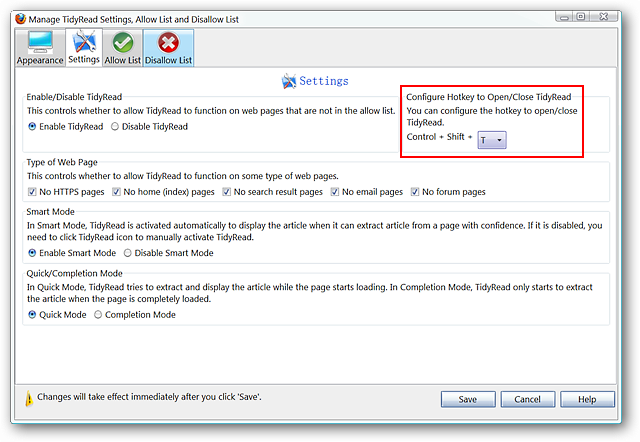 Manage TidyRead Settings, Allow List and Disallow List
Appearance Settings Allow List Disallow List
Settings
Enable/Disable TidyRead
This controls whether to allow TidyRead to function on web pages that are not in the allow list.
Enable TidyRead Disable TidyRead
Configure Hotkey to Open/Close TidyRead
You can configure the hotkey to open/close
TidyRead.
Control + Shift + T
Type of Web Page
This controls whether to allow TidyRead to function on some type of web pages.
No HTTPS pages No home (index) pages No search result pages No email pages No forum pages
Smart Mode
In Smart Mode, TidyRead is activated automatically to display the article when it can extract article from a page with confidence. If it is disabled, you
need to click TidyRead icon to manually activate TidyRead.
Enable Smart Mode Disable Smart Mode
Quick/Completion Mode
In Quick Mode, TidyRead tries to extract and display the article while the page starts loading. In Completion Mode, TidyRead only starts to extract
the article when the page is completely loaded.
Quick Mode Completion Mode
Changes will take effect immediately after you click 'Save'.
Save Cancel Help